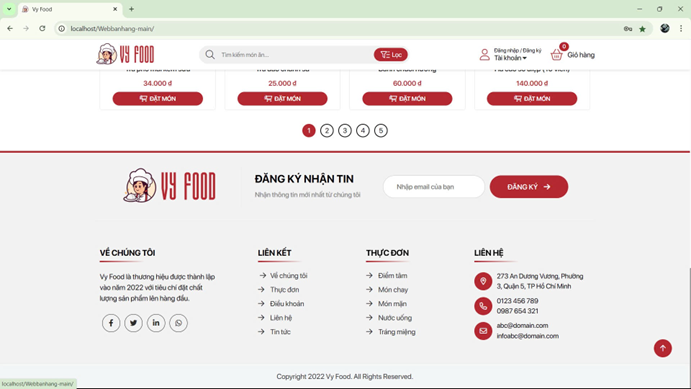 Vy Food
localhost/Webbanhang-main/
VY FOOD
Tìm kiếm món ăn...
Lọc
Đăng nhập / Đăng ký
Tài khoản
0
Giỏ hàng
34.000 đ
25.000 đ
60.000 đ
140.000 đ
ĐẶT MÓN
ĐẶT MÓN
ĐẶT MÓN
ĐẶT MÓN
1 2 3 4 5
VY FOOD
ĐĂNG KÝ NHẬN TIN
Nhận thông tin mới nhất từ chúng tôi
Nhập email của bạn
ĐĂNG KÝ
VỀ CHÚNG TÔI
Vy Food là thương hiệu được thành lập
vào năm 2022 với tiêu chí đặt chất
lượng sản phẩm lên hàng đầu.
LIÊN KẾT
Về chúng tôi
Thực đơn
Điều khoản
Liên hệ
Tin tức
THỰC ĐƠN
Điểm tâm
Món chay
Món mặn
Nước uống
Tráng miệng
LIÊN HỆ
273 An Dương Vương, Phường
3, Quận 5, TP Hồ Chí Minh
0123 456 789
0987 654 321
abc@domain.com
infoabc@domain.com
Copyright 2022 Vy Food. All Rights Reserved.
localhost/Webbanhang-main/